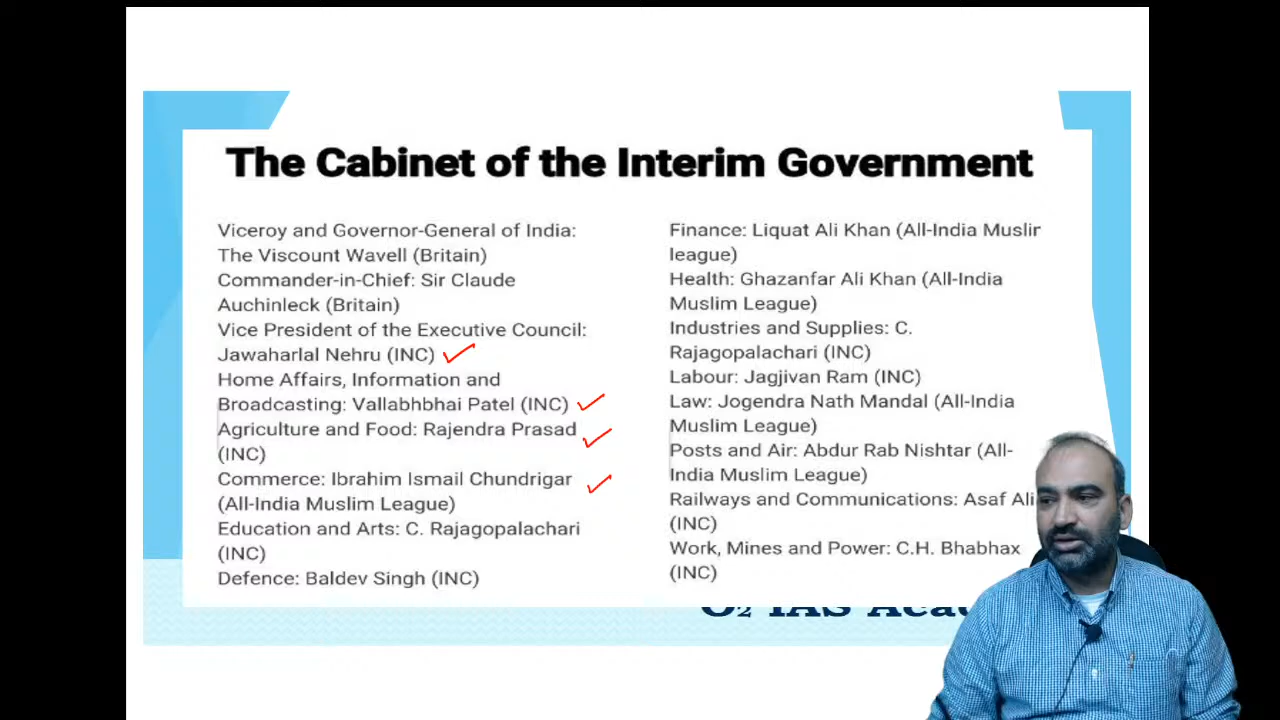 The Cabinet of the Interim Government
Viceroy and Governor-General of India:
The Viscount Wavell (Britain)
Commander-in-Chief: Sir Claude
Auchinleck (Britain)
Vice President of the Executive Council:
Jawaharlal Nehru (INC)
Home Affairs, Information and
Broadcasting: Vallabhbhai Patel (INC)
Agriculture and Food: Rajendra Prasad
(INC)
Commerce: Ibrahim Ismail Chundrigar
(All-India Muslim League)
Education and Arts: C. Rajagopalachari
(INC)
Defence: Baldev Singh (INC)
Finance: Liquat Ali Khan (All-India Muslim
league)
Health: Ghazanfar Ali Khan (All-India
Muslim League)
Industries and Supplies: C.
Rajagopalachari (INC)
Labour: Jagjivan Ram (INC)
Law: Jogendra Nath Mandal (All-India
Muslim League)
Posts and Air: Abdur Rab Nishtar (All-
India Muslim League)
Railways and Communications: Asaf Ali
(INC)
Work, Mines and Power: C.H. Bhabhax
(INC)
O₂ IAS